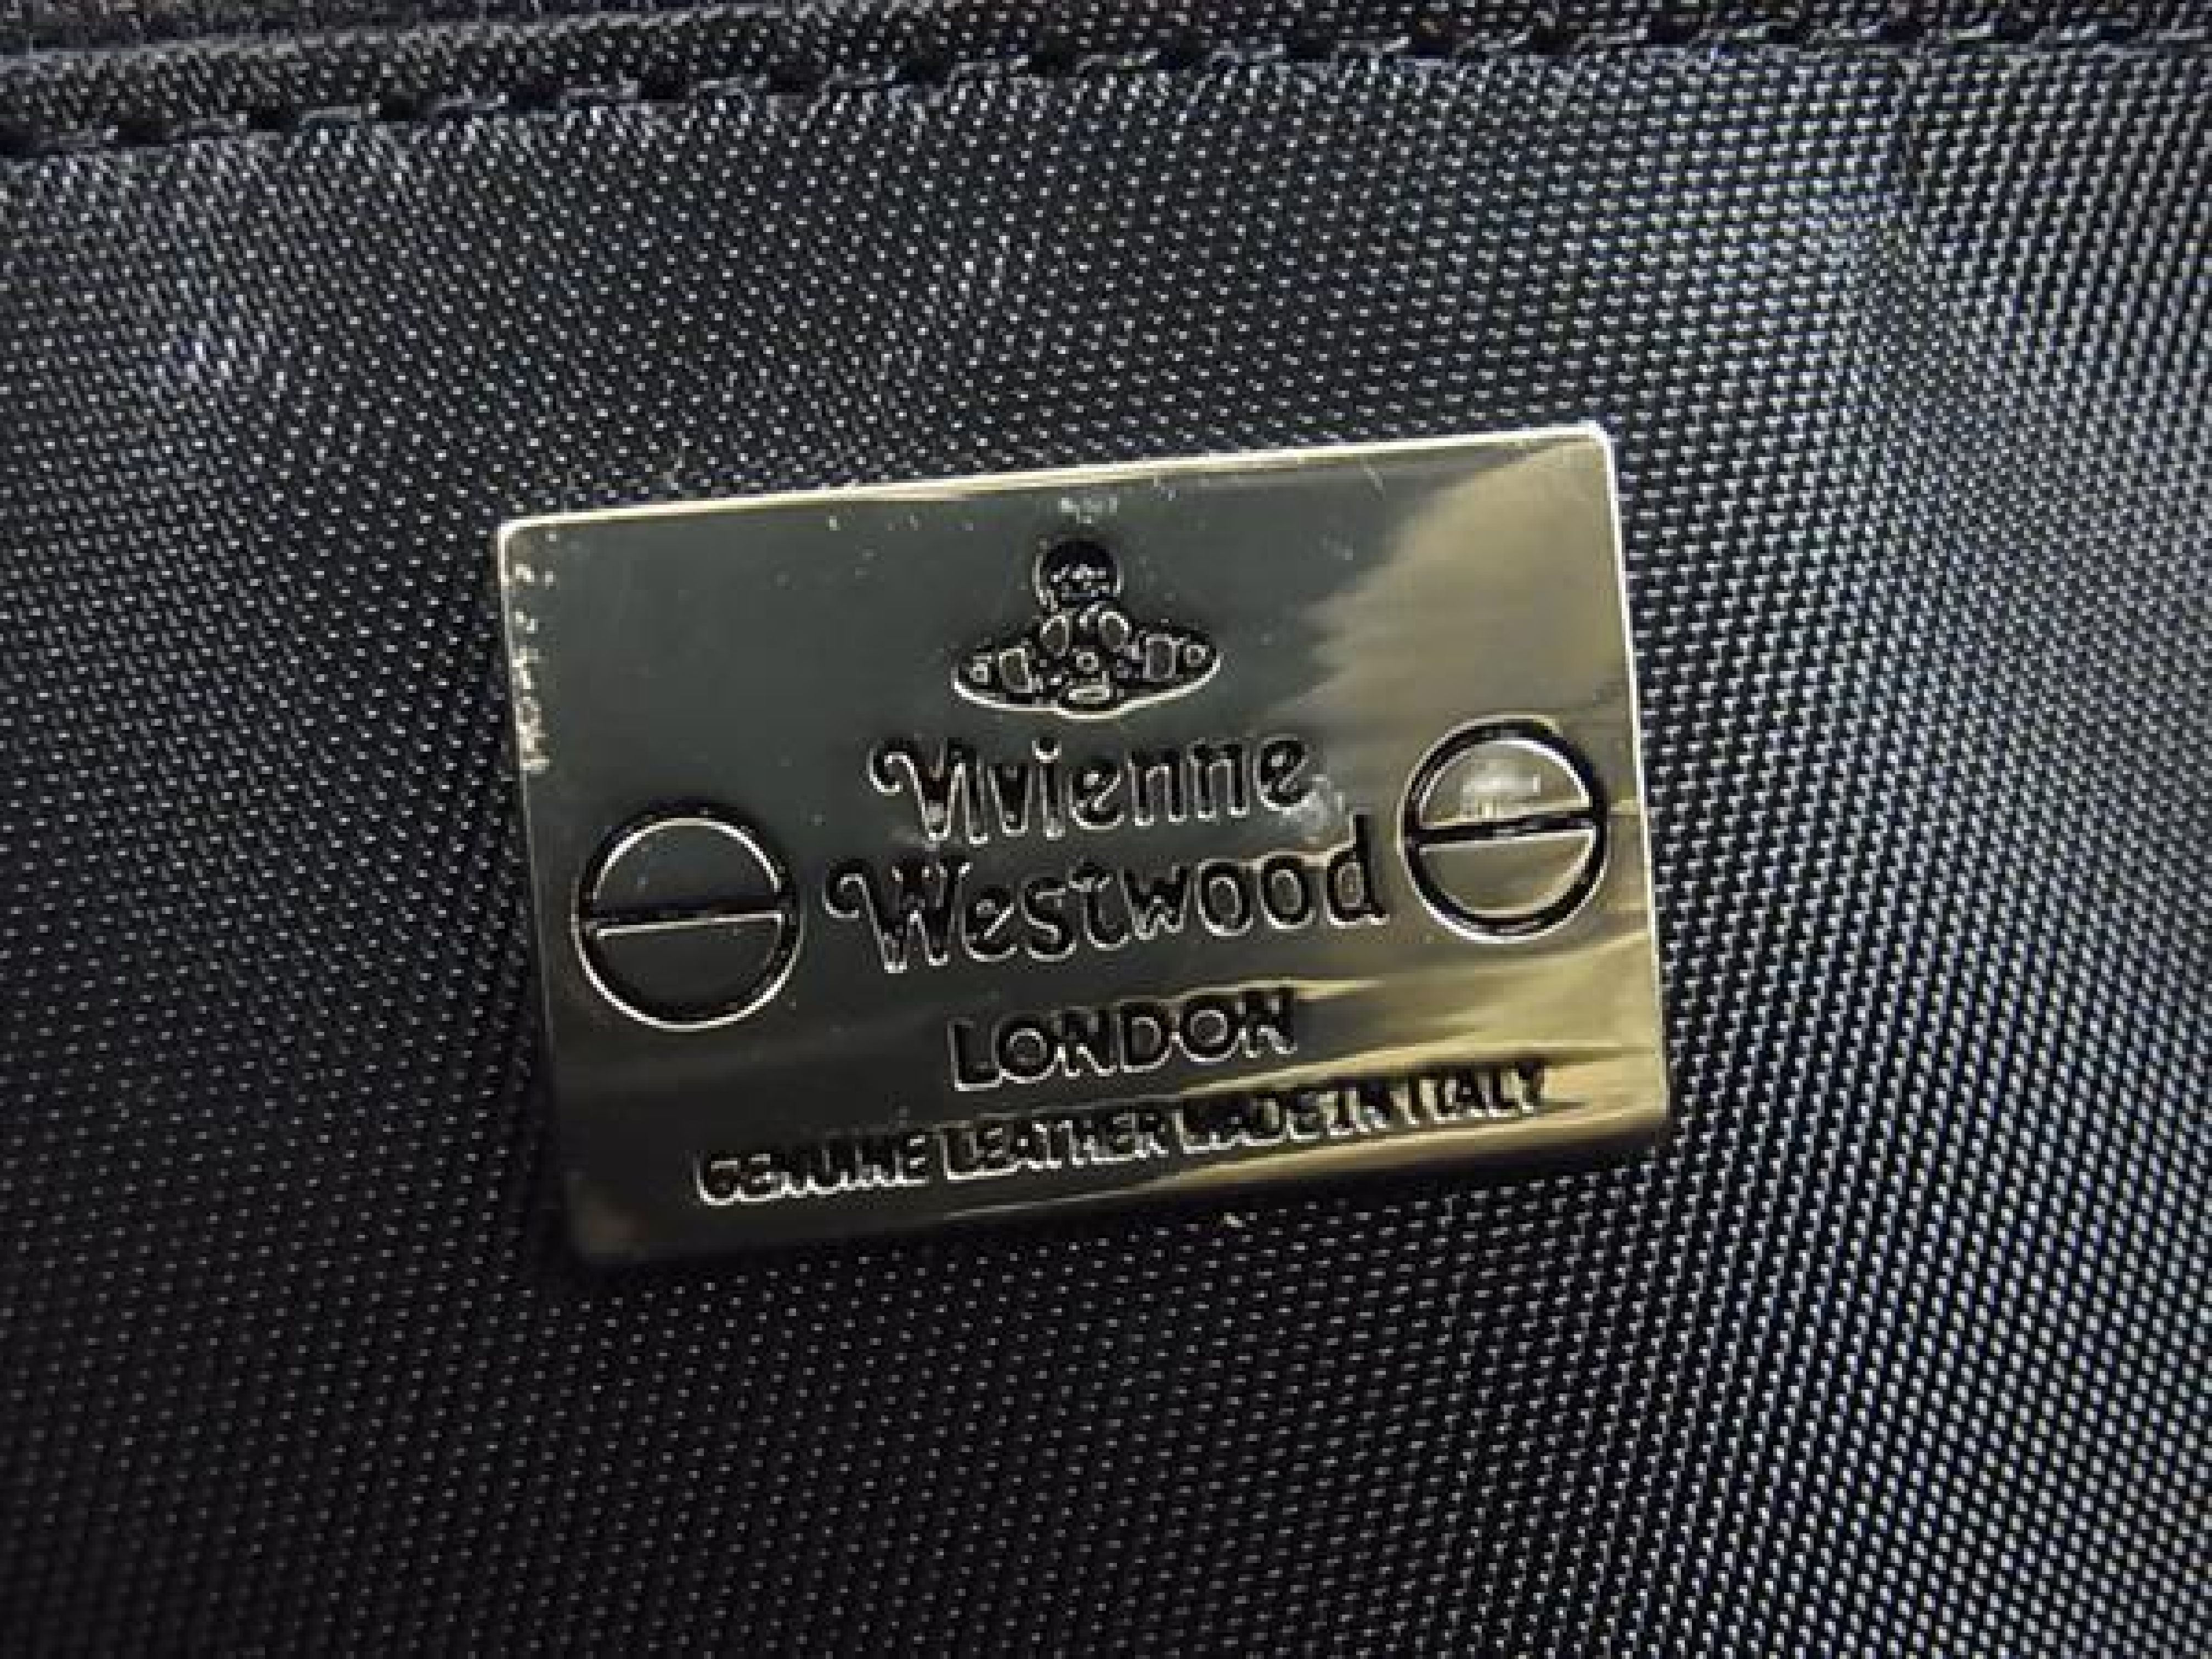 Vivienne
Westwood
LONDON
GENUINE LEATHER MADE IN ITALY